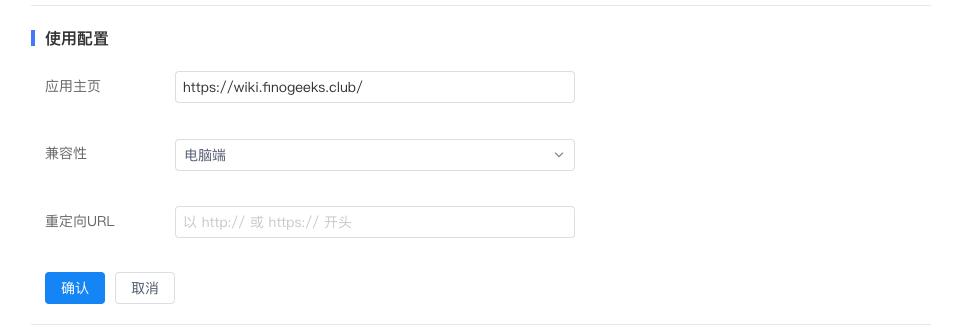 使用配置
应用主页
https://wiki.finogeeks.club/
兼容性
电脑端
重定向URL
以 http:// 或 https:// 开头
确认
取消